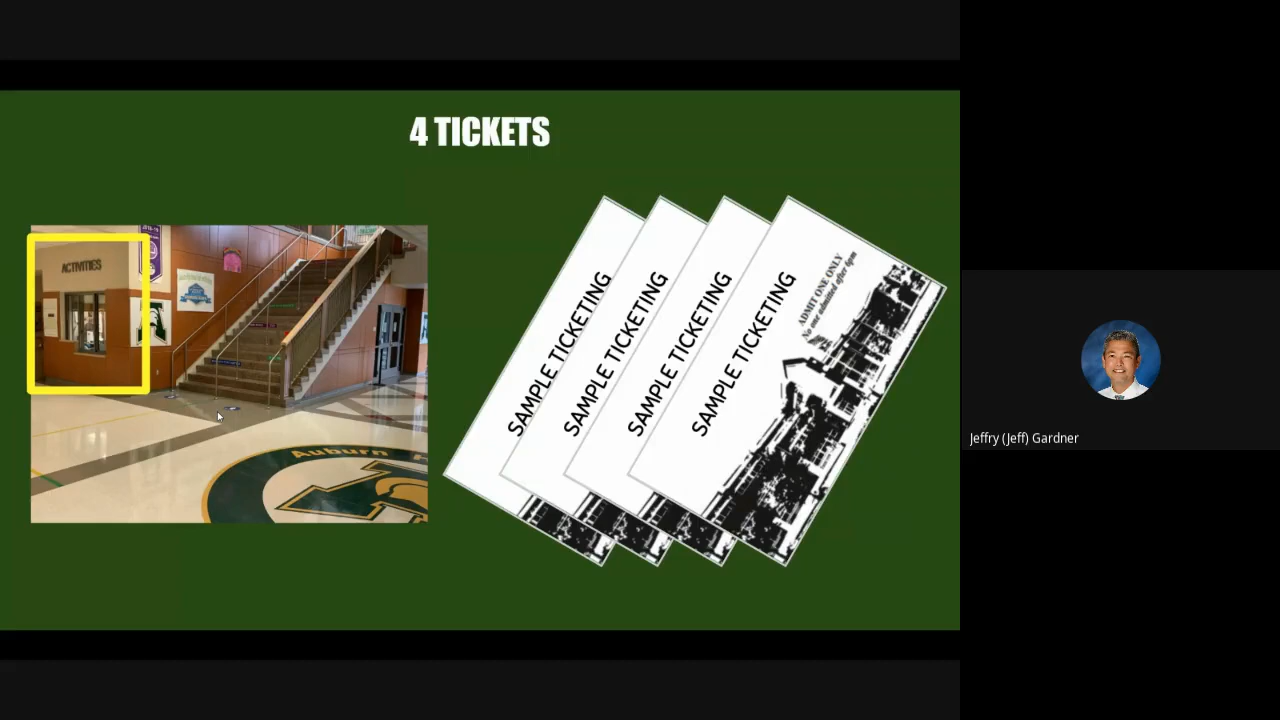 4 TICKETS
ACTIVITIES
Auburn H
SAMPLE TICKETING
SAMPLE TICKETING
SAMPLE TICKETING
SAMPLE TICKETING
ADMIT ONE ONLY
No one admitted after 6pm
Jeffry (Jeff) Gardner